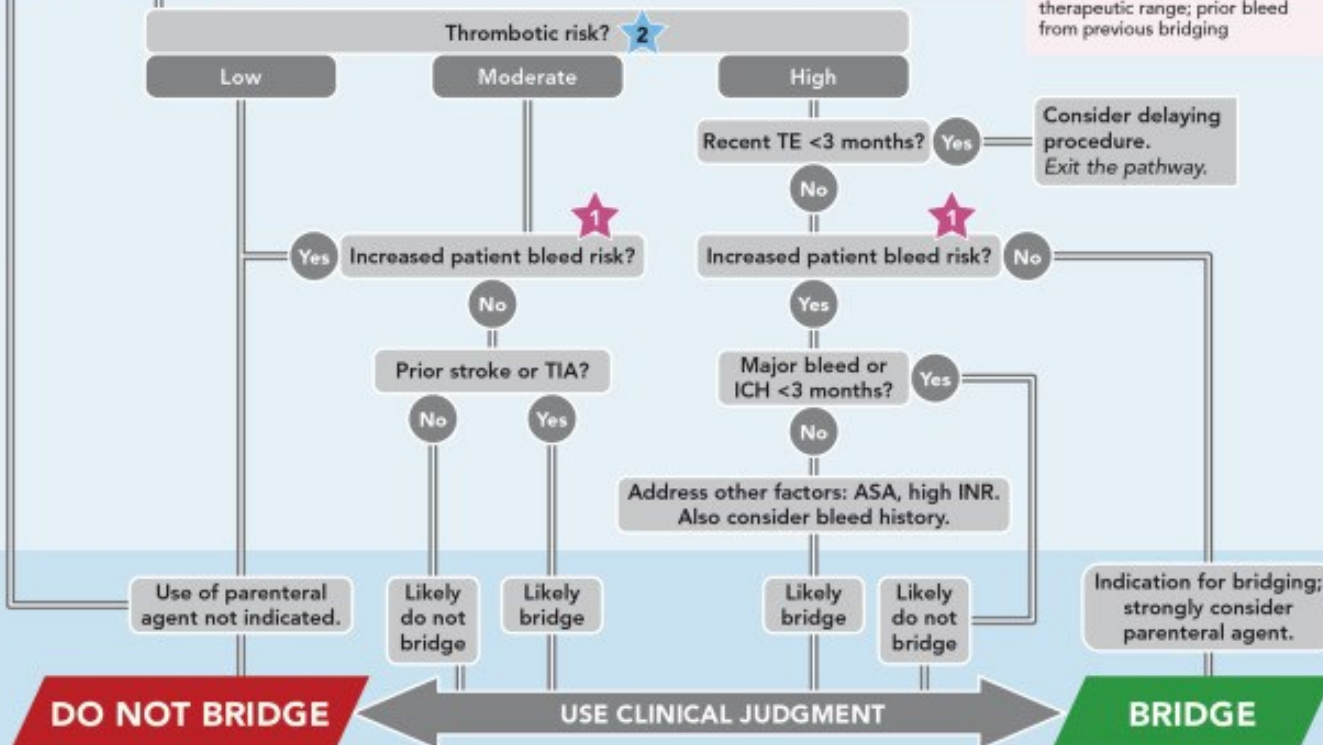 therapeutic range; prior bleed
from previous bridging
Thrombotic risk? 2
Low
Moderate
High
Recent TE <3 months?
Yes
Consider delaying
procedure.
Exit the pathway.
No
1
1
Yes
Increased patient bleed risk?
Increased patient bleed risk?
No
No
Yes
Prior stroke or TIA?
Major bleed or
ICH <3 months?
Yes
No
Yes
No
Address other factors: ASA, high INR.
Also consider bleed history.
Use of parenteral
agent not indicated.
Likely
do not
bridge
Likely
bridge
Likely
bridge
Likely
do not
bridge
Indication for bridging;
strongly consider
parenteral agent.
DO NOT BRIDGE
USE CLINICAL JUDGMENT
BRIDGE